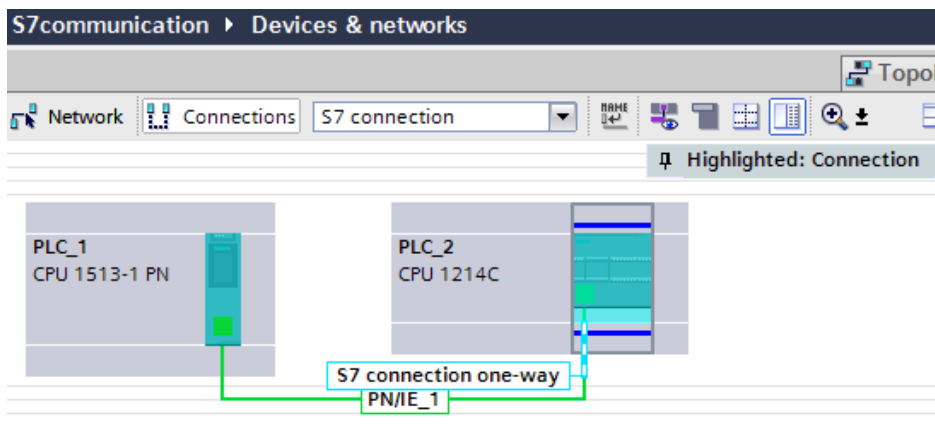 S7communication ▸ Devices & networks
Topol
Network Connections S7 connection NAME
Highlighted: Connection
PLC_1
CPU 1513-1 PN
PLC_2
CPU 1214C
S7 connection one-way
PN/IE_1